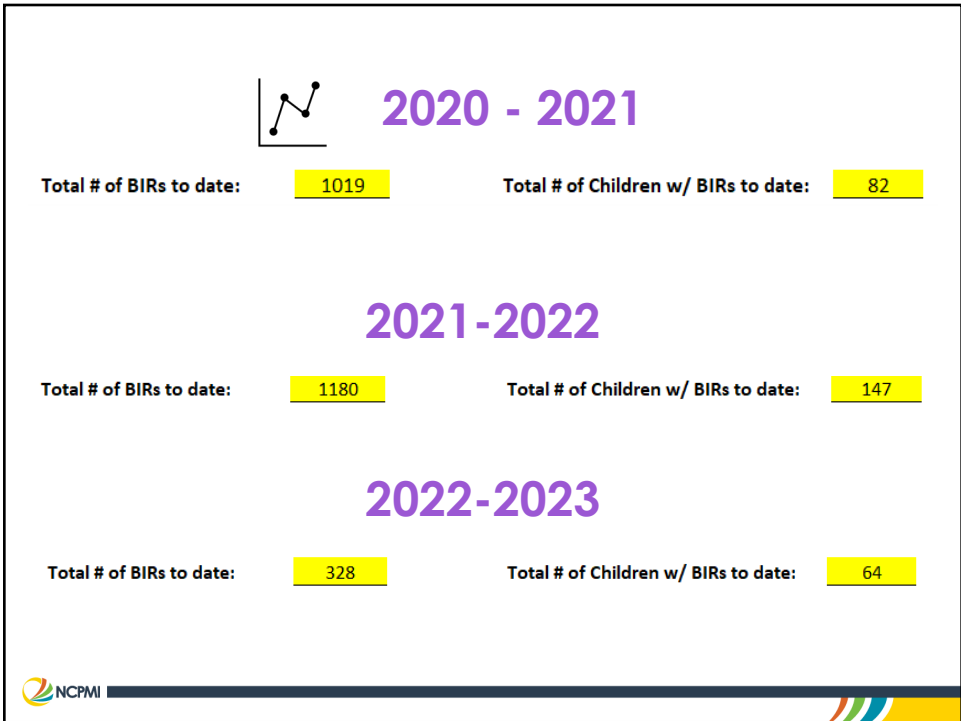 2020 - 2021
Total # of BIRs to date: 1019 Total # of Children w/ BIRs to date: 82
2021-2022
Total # of BIRs to date: 1180 Total # of Children w/ BIRs to date: 147
2022-2023
Total # of BIRs to date: 328 Total # of Children w/ BIRs to date: 64
NCPMI